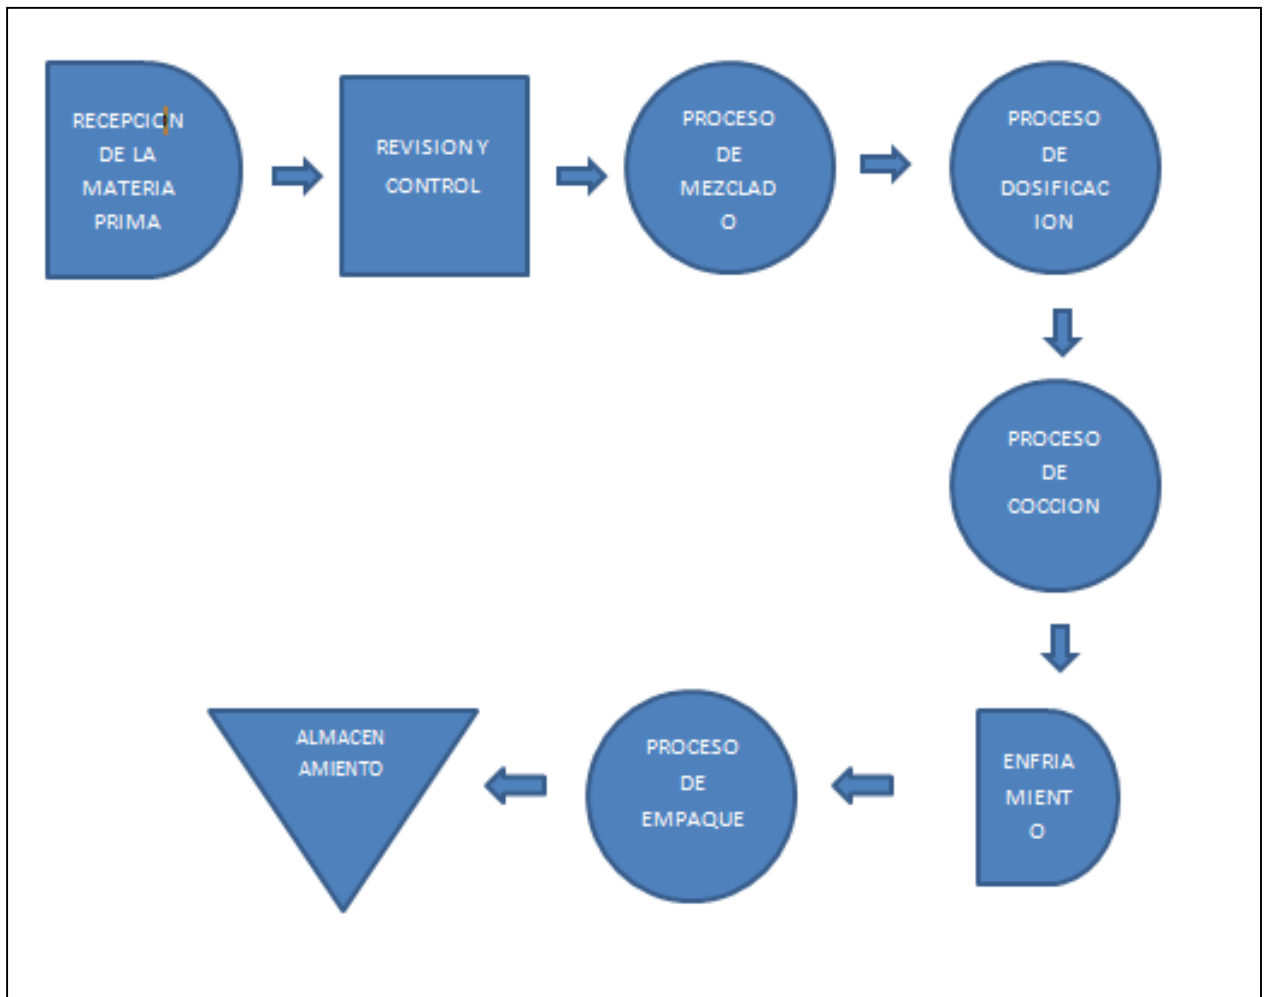 RECEPCION
DE LA
MATERIA
PRIMA
REVISION Y
CONTROL
PROCESO
DE
MEZCLAD
O
PROCESO
DE
DOSIFICAC
ION
PROCESO
DE
COCCION
ENFRIA
MIENT
O
PROCESO
DE
EMPAQUE
ALMACEN
AMIENTO